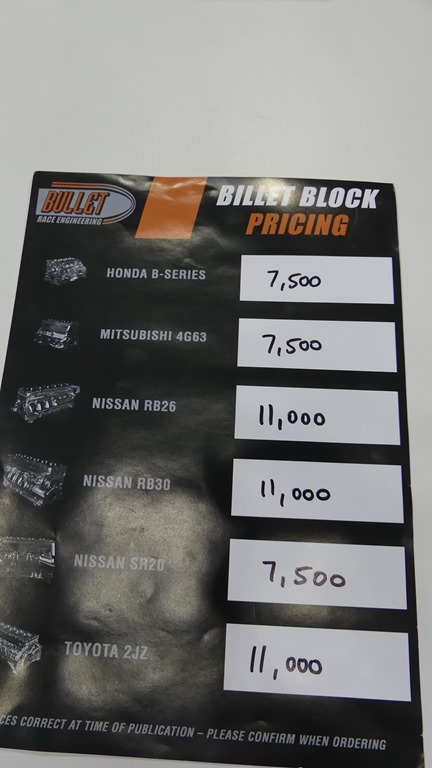 BULLET
RACE ENGINEERING
BILLET BLOCK
PRICING
HONDA B-SERIES 7,500
MITSUBISHI 4G63 7,500
NISSAN RB26 11,000
NISSAN RB30 11,000
NISSAN SR20 7,500
TOYOTA 2JZ 11,000
CORRECT AT TIME OF PUBLICATION – PLEASE CONFIRM WHEN ORDERING